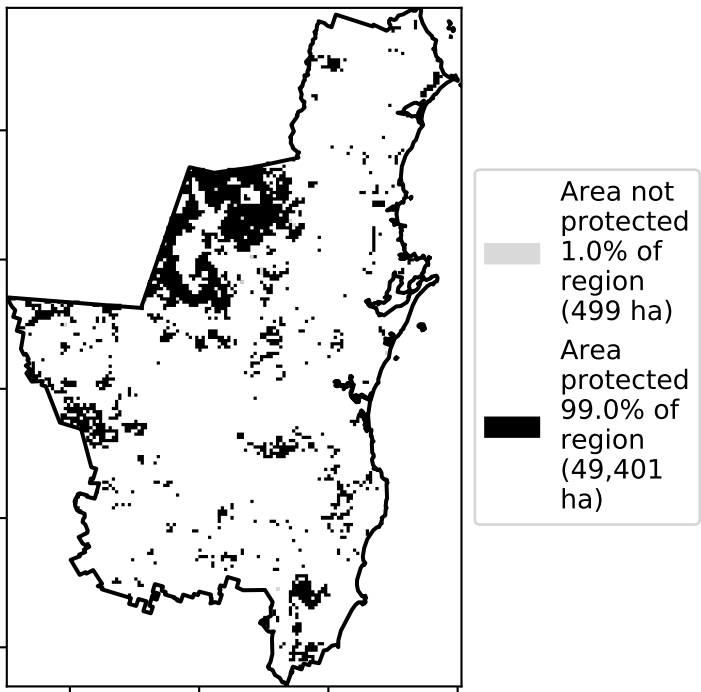 Area not
protected
1.0% of
region
(499 ha)
Area
protected
99.0% of
region
(49,401
ha)